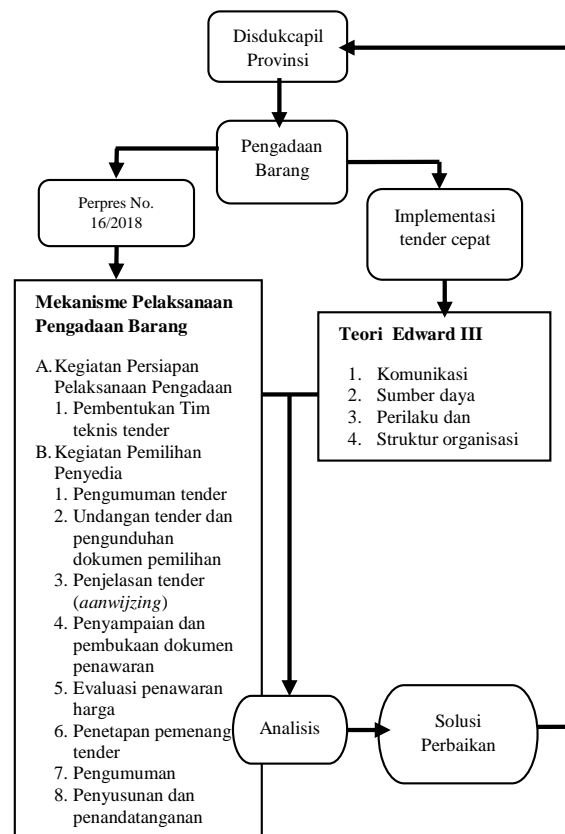 Disdukcapil
Provinsi
Pengadaan
Barang
Perpres No.
16/2018
Implementasi
tender cepat
Mekanisme Pelaksanaan
Pengadaan Barang
A. Kegiatan Persiapan
Pelaksanaan Pengadaan
1. Pembentukan Tim
teknis tender
B. Kegiatan Pemilihan
Penyedia
1. Pengumuman tender
2. Undangan tender dan
pengunduhan
dokumen pemilihan
3. Penjelasan tender
(aanwijzing)
4. Penyampaian dan
pembukaan dokumen
penawaran
5. Evaluasi penawaran
harga
6. Penetapan pemenang
tender
7. Pengumuman
8. Penyusunan dan
penandatanganan
Teori Edward III
1. Komunikasi
2. Sumber daya
3. Perilaku dan
4. Struktur organisasi
Analisis
Solusi
Perbaikan